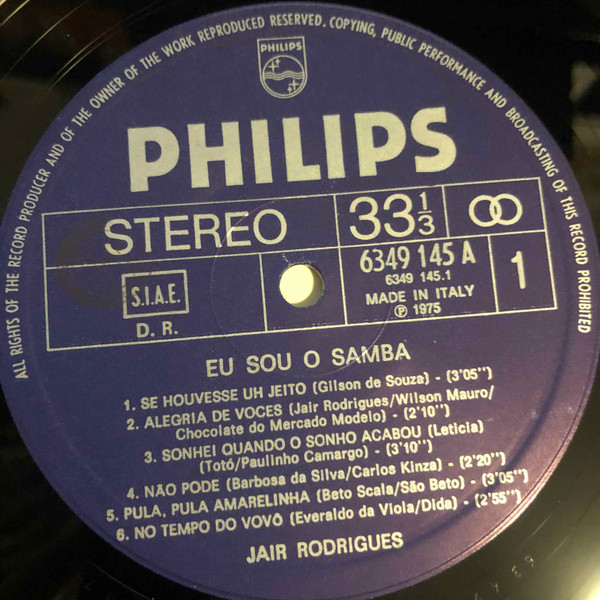 ALL RIGHTS OF THE RECORD PRODUCER AND OF THE OWNER OF THE WORK REPRODUCED RESERVED. COPYING, PUBLIC PERFORMANCE AND BROADCASTING OF THIS RECORD PROHIBITED
PHILIPS
PHILIPS
STEREO
33 1/3
S.I.A.E.
D. R.
6349 145 A
6349 145.1
MADE IN ITALY
Ⓟ 1975
1
EU SOU O SAMBA
1. SE HOUVESSE UH JEITO (Gilson de Souza) - (3'05'')
2. ALEGRIA DE VOCES (Jair Rodrigues/Wilson Mauro/
Chocolate do Mercado Modelo) - (2'10'')
3. SONHEI QUANDO O SONHO ACABOU (Leticia)
(Totó/Paulinho Camargo) - (3'10'')
4. NÃO PODE (Barbosa da Silva/Carlos Kinza) - (2'20'')
5. PULA, PULA AMARELINHA (Beto Scala/São Beto) - (3'05'')
6. NO TEMPO DO VOVÔ (Everaldo da Viola/Dida) - (2'55'')
JAIR RODRIGUES